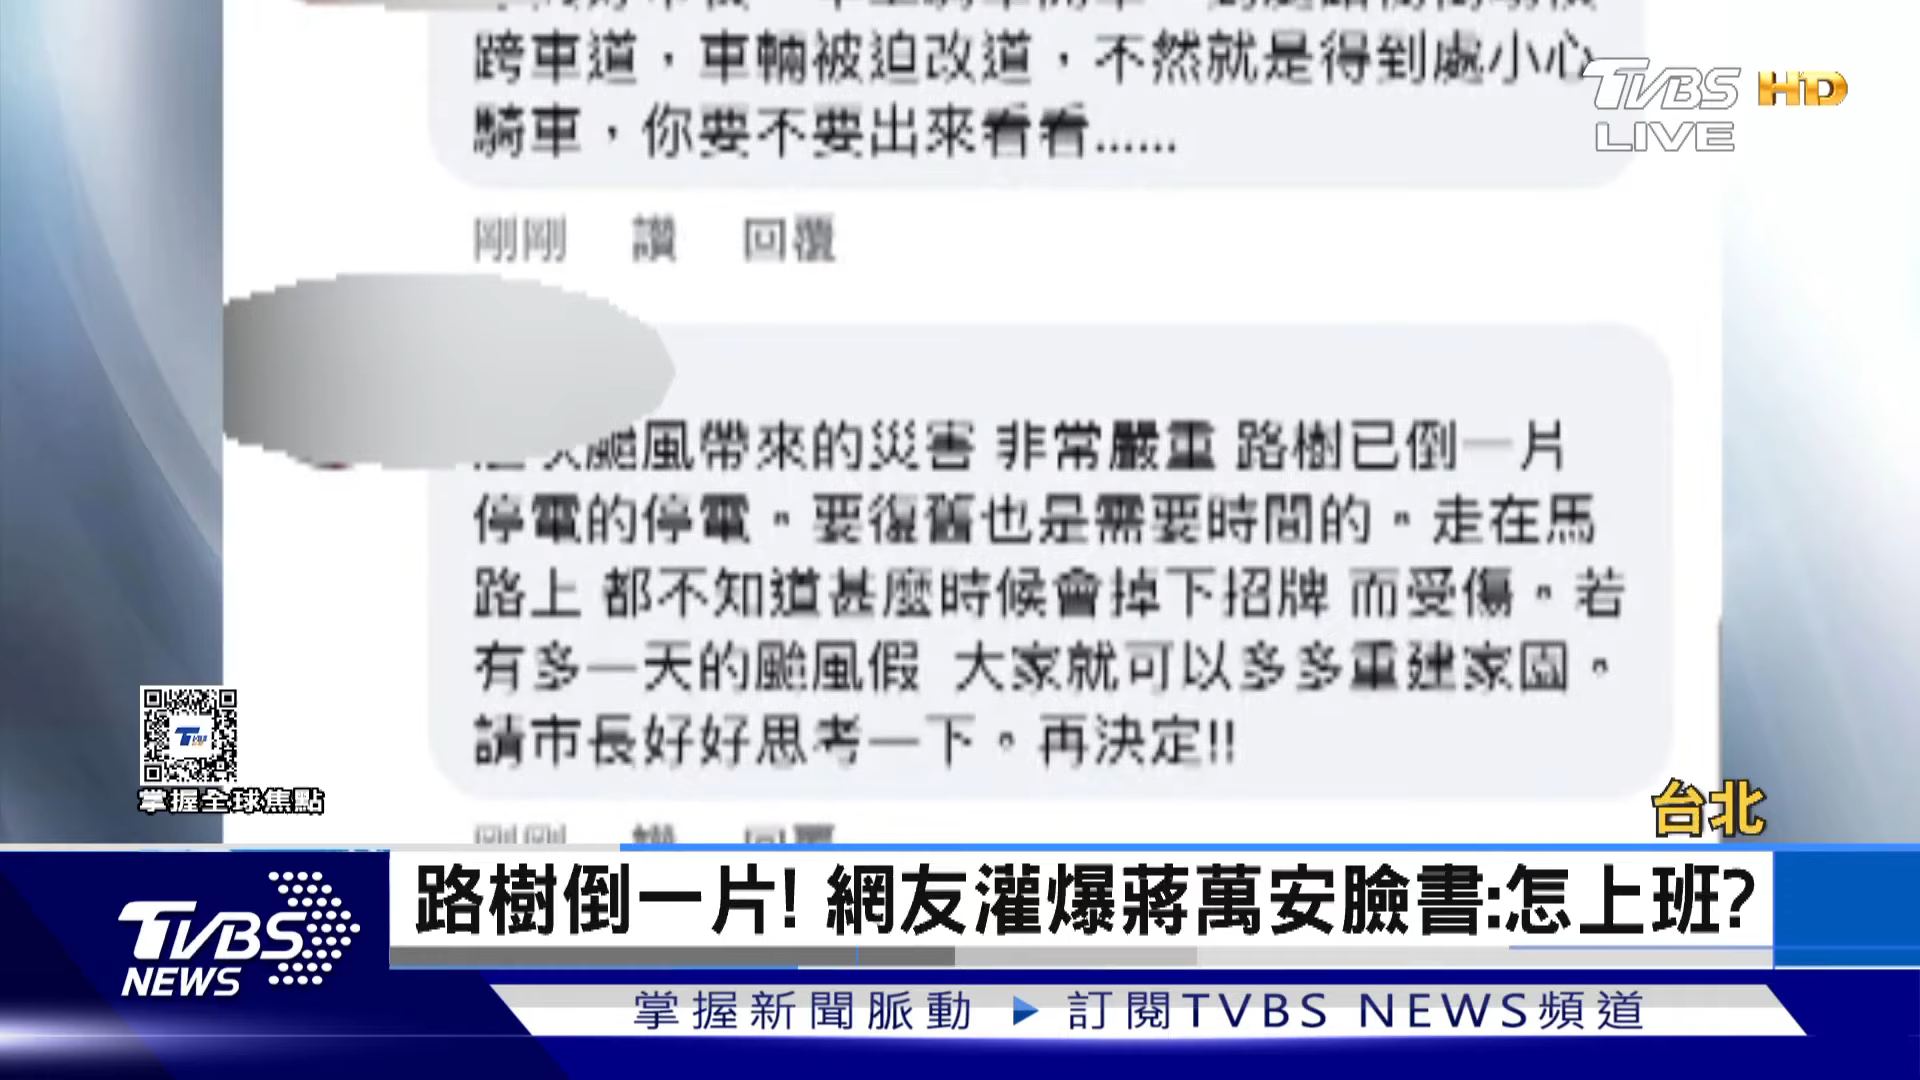 跨車道，車輛被迫改道，不然就是得到處小心
騎車，你要不要出來看看......
TVBS HD
LIVE
剛剛 讚 回覆
颱風帶來的災害 非常嚴重 路樹已倒一片
停電的停電。要復舊也是需要時間的。走在馬
路上 都不知道甚麼時候會掉下招牌 而受傷。若
有多一天的颱風假 大家就可以多多重建家園。
請市長好好思考一下。再決定!!
剛剛 讚 回覆
TVBS
掌握全球焦點
台北
路樹倒一片! 網友灌爆蔣萬安臉書:怎上班?
TVBS
NEWS
掌握新聞脈動 ▶ 訂閱TVBS NEWS頻道